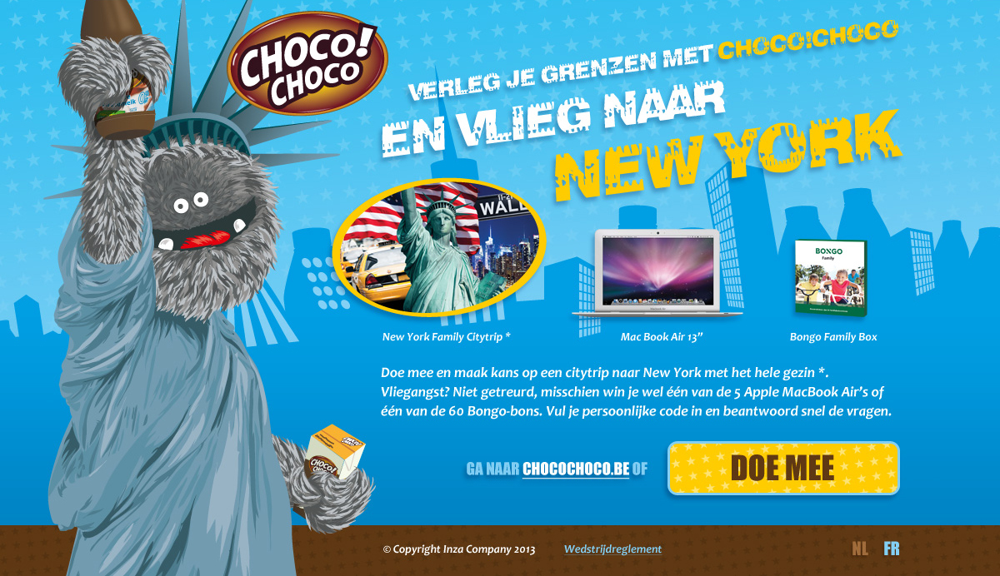 CHOCO!
CHOCO
VERLEG JE GRENZEN MET CHOCO!CHOCO
EN VLIEG NAAR
NEW YORK
WALL
BONGO
Family
New York Family Citytrip *
Mac Book Air 13”
Bongo Family Box
Doe mee en maak kans op een citytrip naar New York met het hele gezin *.
Vliegangst? Niet getreurd, misschien win je wel één van de 5 Apple MacBook Air’s of
één van de 60 Bongo-bons. Vul je persoonlijke code in en beantwoord snel de vragen.
CHOCO!
GA NAAR CHOCOCHOCO.BE OF
DOE MEE
© Copyright Inza Company 2013
Wedstrijdreglement
NL FR